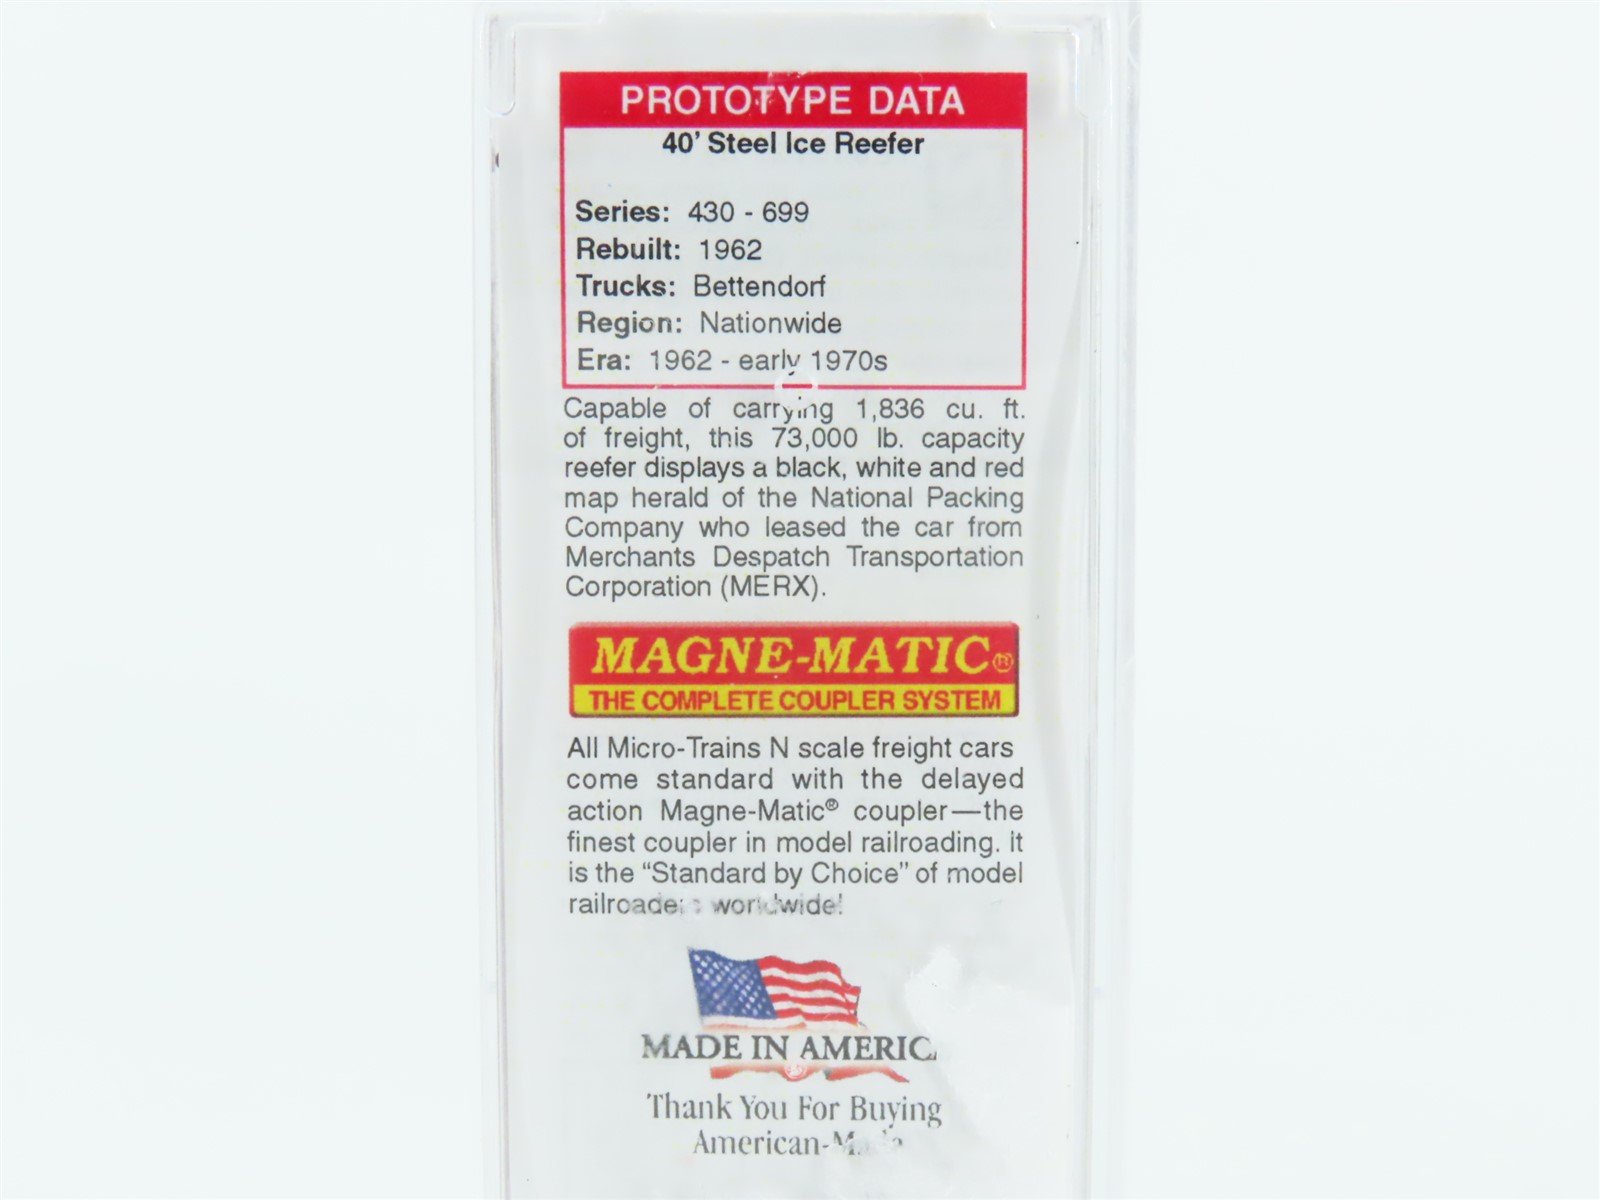 PROTOTYPE DATA
40' Steel Ice Reefer
Series: 430 - 699
Rebuilt: 1962
Trucks: Bettendorf
Region: Nationwide
Era: 1962 - early 1970s
Capable of carrying 1,836 cu. ft.
of freight, this 73,000 lb. capacity
reefer displays a black, white and red
map herald of the National Packing
Company who leased the car from
Merchants Despatch Transportation
Corporation (MERX).
MAGNE-MATIC®
THE COMPLETE COUPLER SYSTEM
All Micro-Trains N scale freight cars
come standard with the delayed
action Magne-Matic® coupler—the
finest coupler in model railroading. It
is the “Standard by Choice” of model
worldwide!
MADE IN
Thank You For Buying